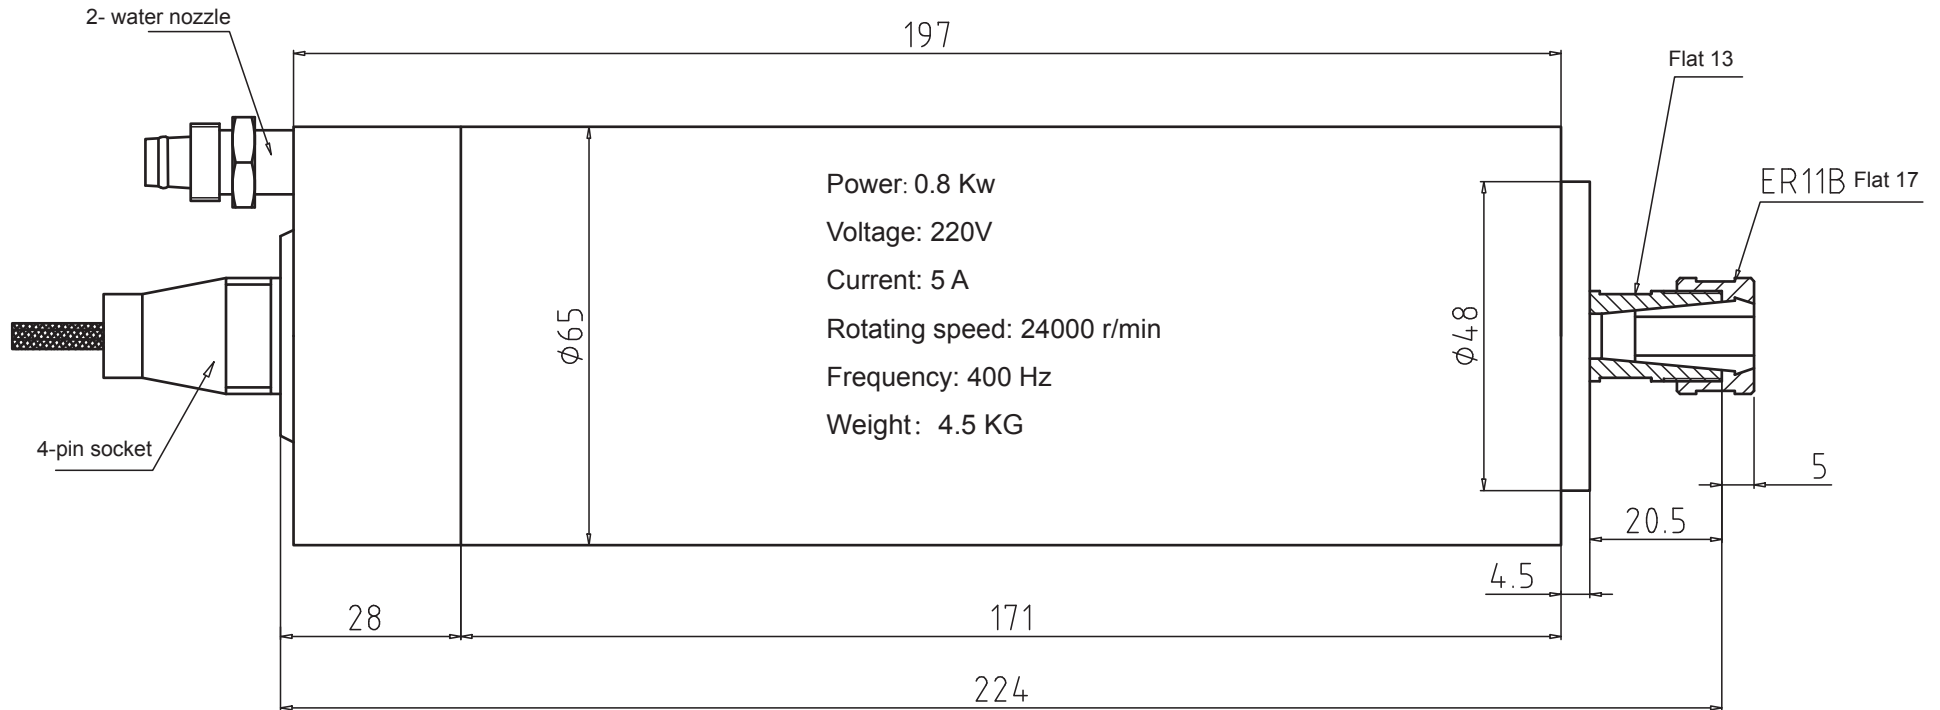 2- water nozzle
197
Flat 13
Power: 0.8 Kw
ER11B Flat 17
Voltage: 220V
Current: 5 A
Rotating speed: 24000 r/min
ϕ65
ϕ48
Frequency: 400 Hz
Weight： 4.5 KG
4-pin socket
5
20.5
4.5
28
171
224